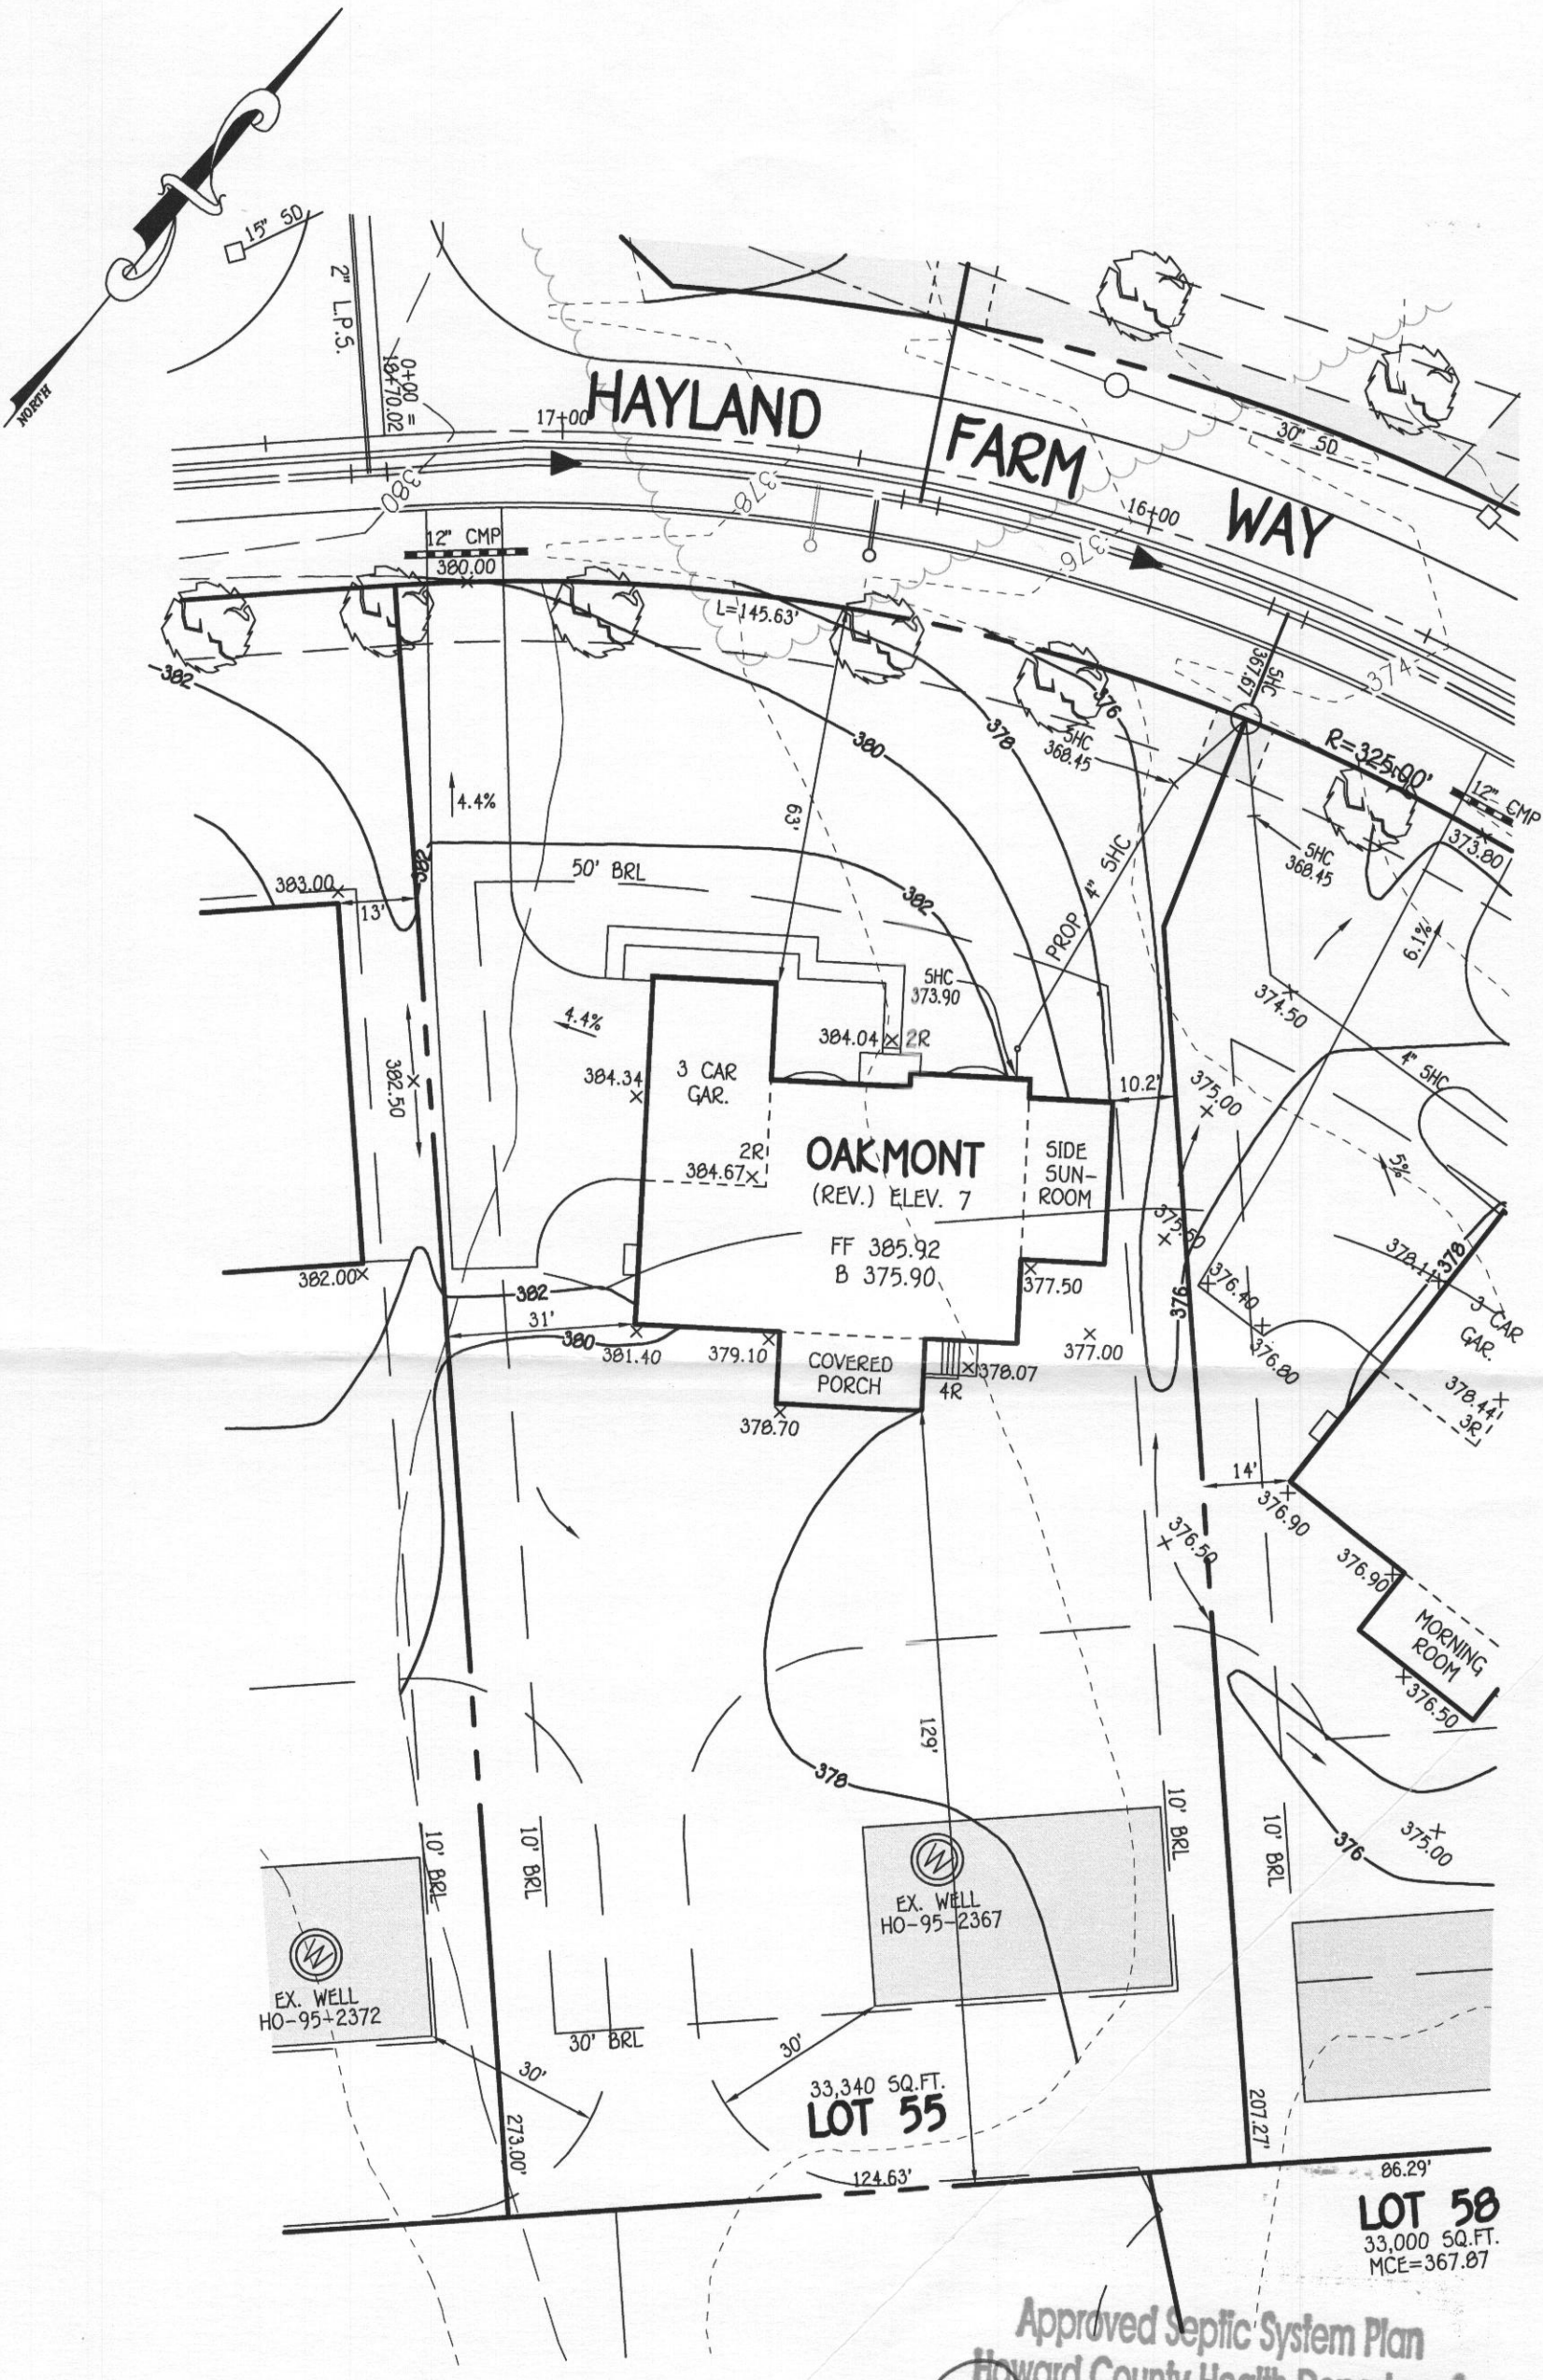 NORTH
15" SD
2" L.P.S.
0+00 =
18+70.02
17+00
HAYLAND
FARM
WAY
30" SD
380
378
376
374
16+00
12" CMP
380.00
L=145.63'
382
380
378
376
SHC
367.67
SHC
368.45
R=325.00'
12" CMP
373.80
4.4%
63'
PROP 4" SHC
SHC
368.45
383.00
13'
382
50' BRL
382
6.1%
374.50
4" SHC
4.4%
SHC
373.90
384.04 2R
384.34
3 CAR
GAR.
382.50
10.2'
375.00
5%
2R
384.67
OAKMONT
(REV.) ELEV. 7
SIDE
SUN-
ROOM
FF 385.92
B 375.90
375.50
378.11
378
382.00
382
31'
380
381.40
379.10
COVERED
PORCH
377.50
377.00
378.07
4R
378.70
376
376.40
376.80
3 CAR
GAR.
378.44
3R
14'
376.90
376.50
376.90
MORNING
ROOM
376.50
129'
378
10' BRL
10' BRL
10' BRL
10' BRL
376
375.00
EX. WELL
HO-95-2367
EX. WELL
HO-95-2372
30' BRL
30'
30'
33,340 SQ.FT.
LOT 55
273.00'
207.27'
124.63'
86.29'
LOT 58
33,000 SQ.FT.
MCE=367.87
Approved Septic System Plan
Howard County Health